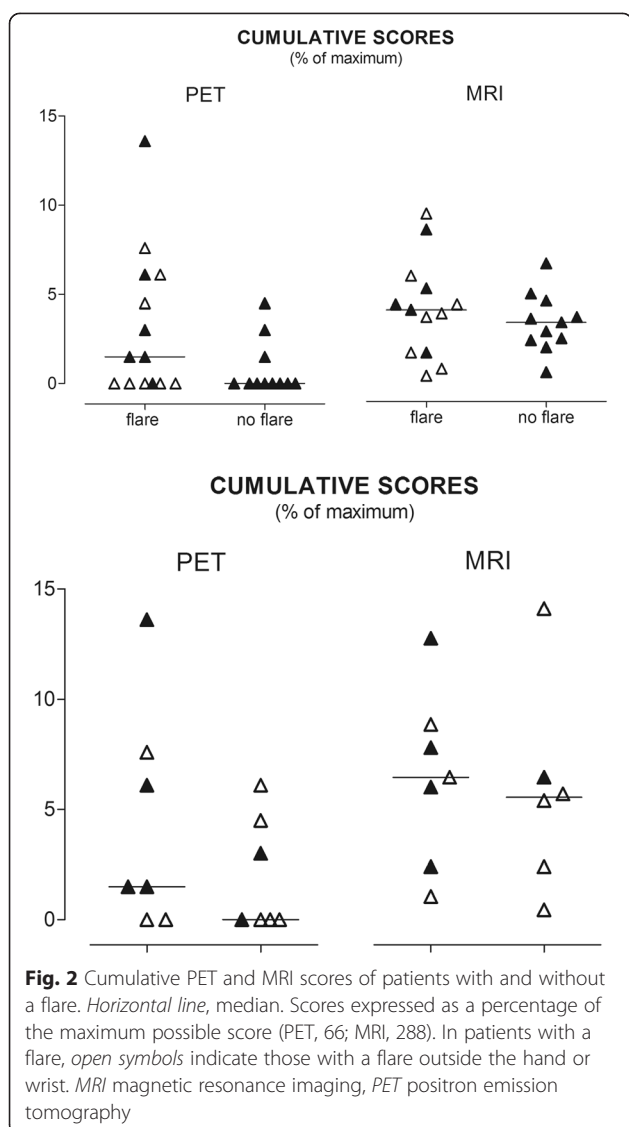 CUMULATIVE SCORES
(% of maximum)
PET
MRI
15
10
5
0
flare
no flare
flare
no flare
CUMULATIVE SCORES
(% of maximum)
PET
MRI
15
10
5
0
Fig. 2 Cumulative PET and MRI scores of patients with and without
a flare. Horizontal line, median. Scores expressed as a percentage of
the maximum possible score (PET, 66; MRI, 288). In patients with a
flare, open symbols indicate those with a flare outside the hand or
wrist. MRI magnetic resonance imaging, PET positron emission
tomography